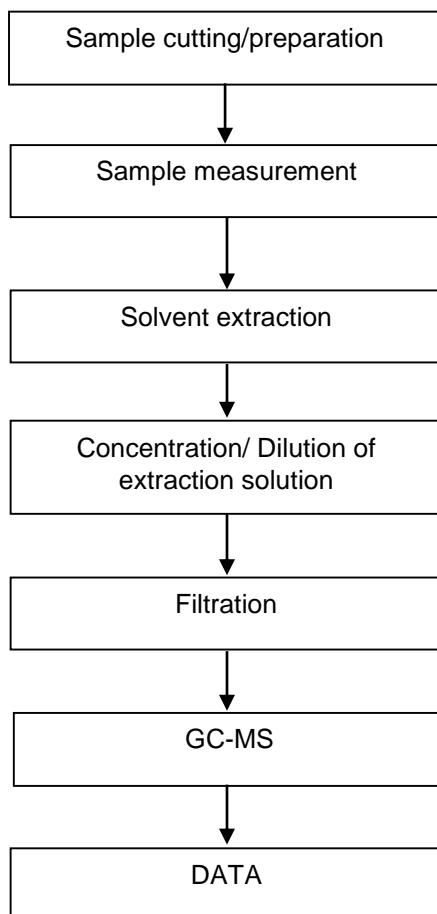 Sample cutting/preparation
Sample measurement
Solvent extraction
Concentration/ Dilution of
extraction solution
Filtration
GC-MS
DATA